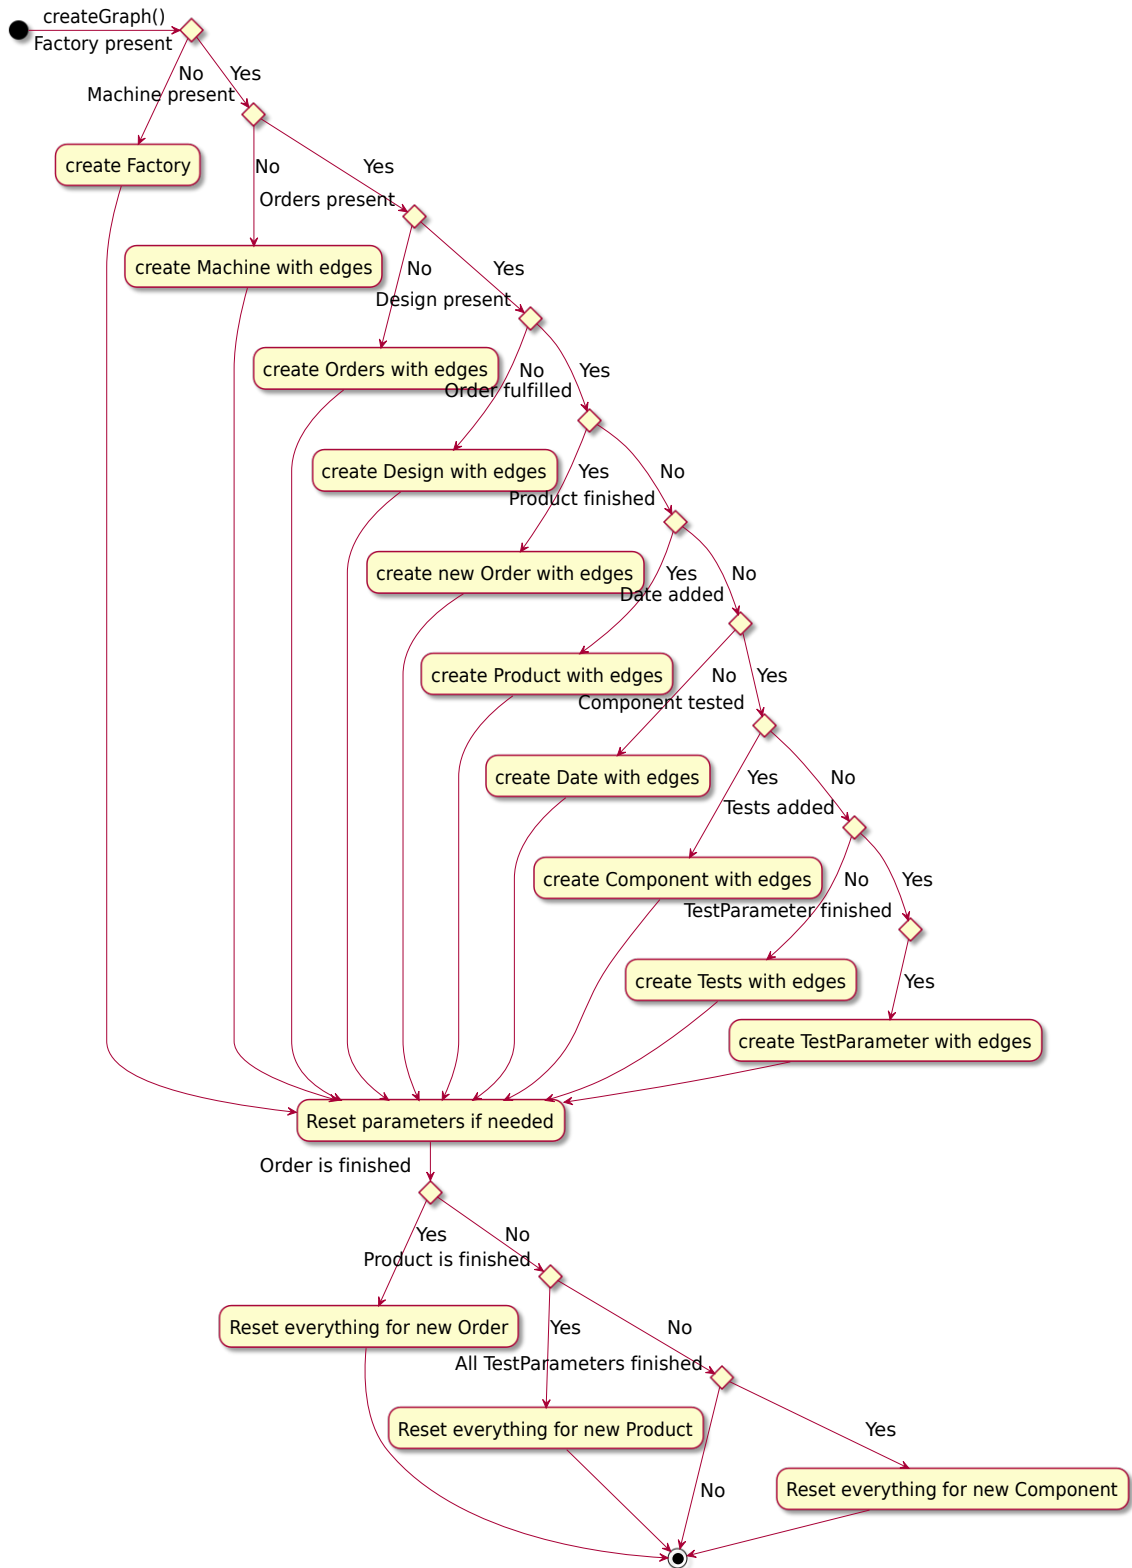 createGraph()
Factory present
No
Yes
Machine present
create Factory
No
Yes
Orders present
create Machine with edges
No
Yes
Design present
create Orders with edges
No
Yes
Order fulfilled
create Design with edges
Yes
No
Product finished
create new Order with edges
Yes
No
Date added
create Product with edges
No
Yes
Component tested
create Date with edges
Yes
No
Tests added
create Component with edges
No
Yes
TestParameter finished
create Tests with edges
Yes
create TestParameter with edges
Reset parameters if needed
Order is finished
Yes
No
Product is finished
Reset everything for new Order
Yes
No
All TestParameters finished
Reset everything for new Product
Yes
No
Reset everything for new Component